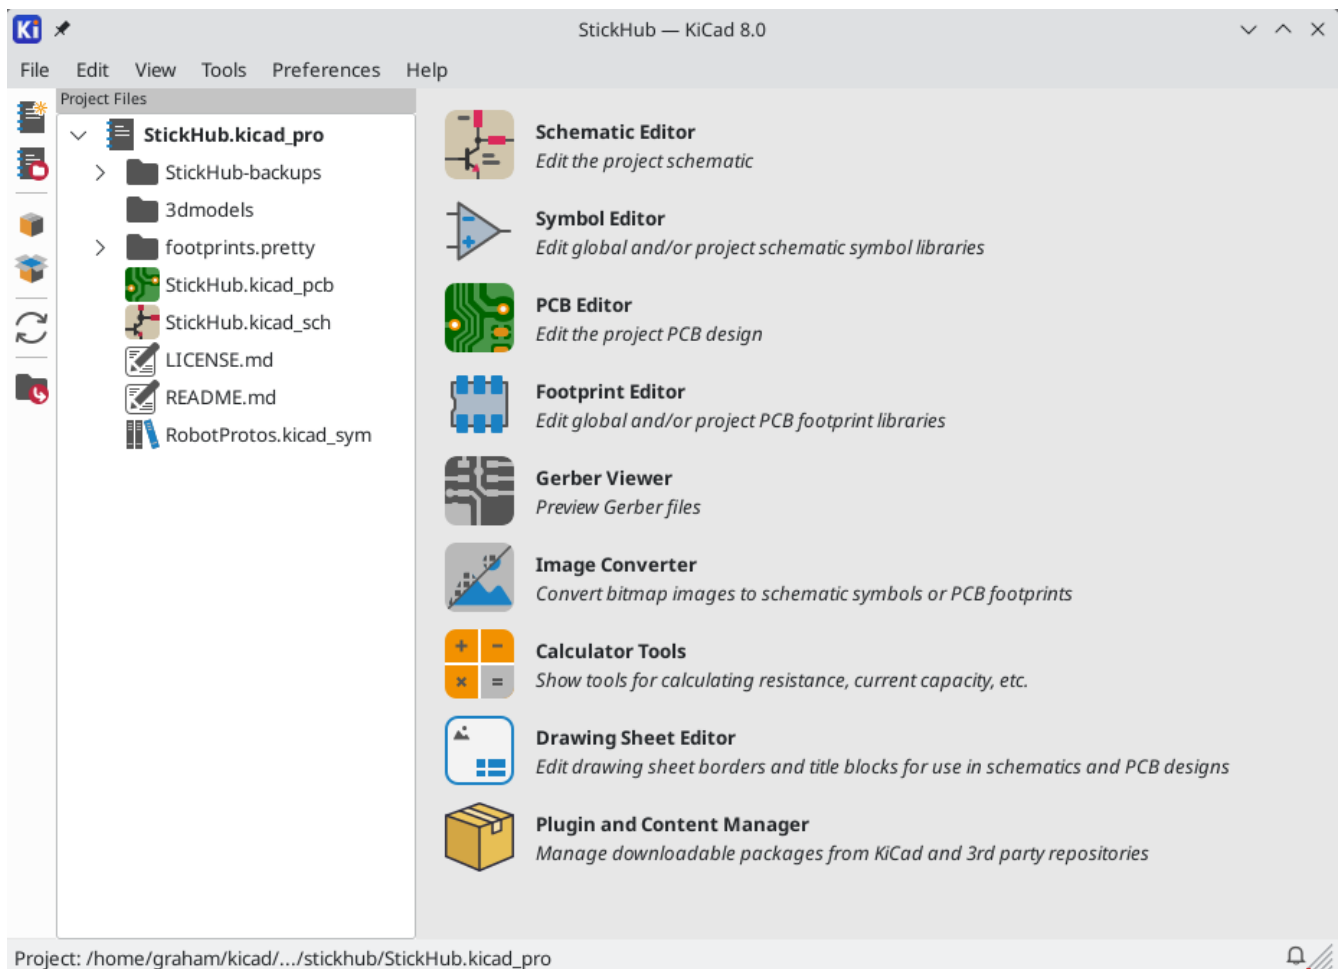 Ki
StickHub — KiCad 8.0
File Edit View Tools Preferences Help
Project Files
StickHub.kicad_pro
StickHub-backups
3dmodels
footprints.pretty
StickHub.kicad_pcb
StickHub.kicad_sch
LICENSE.md
README.md
RobotProtos.kicad_sym
Schematic Editor
Edit the project schematic
Symbol Editor
Edit global and/or project schematic symbol libraries
PCB Editor
Edit the project PCB design
Footprint Editor
Edit global and/or project PCB footprint libraries
Gerber Viewer
Preview Gerber files
Image Converter
Convert bitmap images to schematic symbols or PCB footprints
Calculator Tools
Show tools for calculating resistance, current capacity, etc.
Drawing Sheet Editor
Edit drawing sheet borders and title blocks for use in schematics and PCB designs
Plugin and Content Manager
Manage downloadable packages from KiCad and 3rd party repositories
Project: /home/graham/kicad/.../stickhub/StickHub.kicad_pro